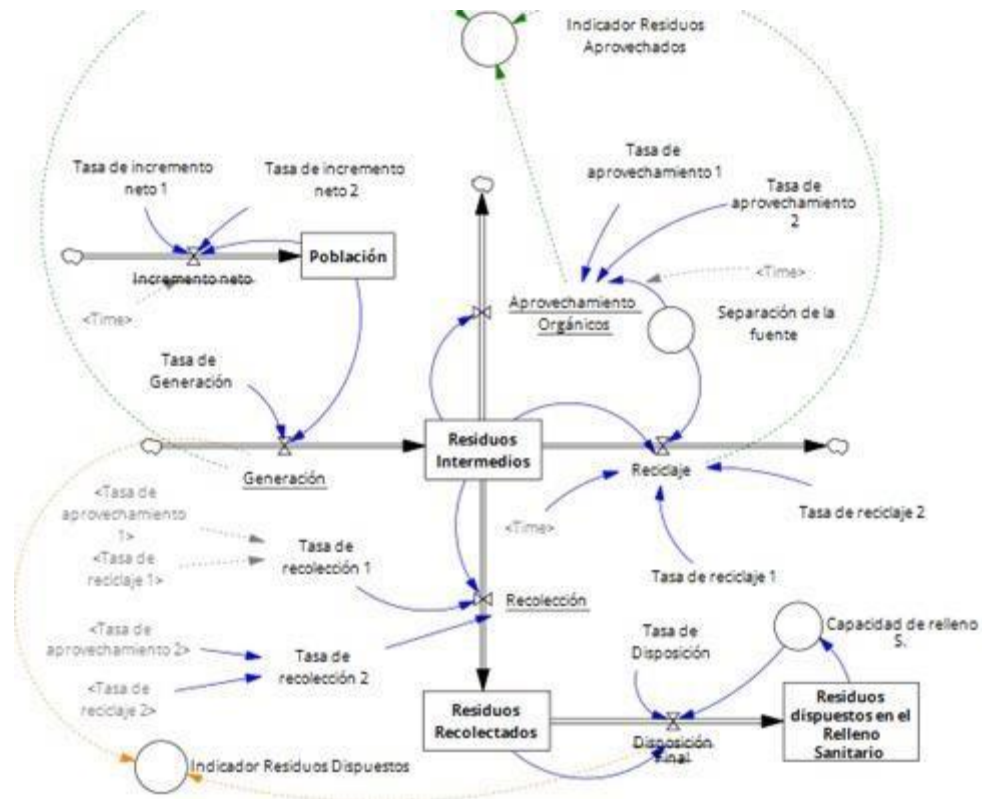 Indicador Residuos
Aprovechados
Tasa de incremento
neto 1
Tasa de incremento
neto 2
Tasa de
aprovechamiento 1
Tasa de
aprovechamiento
2
Población
Incremento neto
<Time>
<Time>
Aprovechamiento
Orgánicos
Separación de la
fuente
Tasa de
Generación
Residuos
Intermedios
Generación
Reciclaje
<Tasa de
aprovechamiento
1>
<Tasa de
reciclaje 1>
<Time>
Tasa de reciclaje 2
Tasa de
recolección 1
Tasa de reciclaje 1
Recolección
<Tasa de
aprovechamiento 2>
Tasa de
recolección 2
<Tasa de
reciclaje 2>
Tasa de
Disposición
Capacidad de relleno
S.
Residuos
Recolectados
Disposición
Final
Residuos
dispuestos en el
Relleno
Sanitario
Indicador Residuos Dispuestos